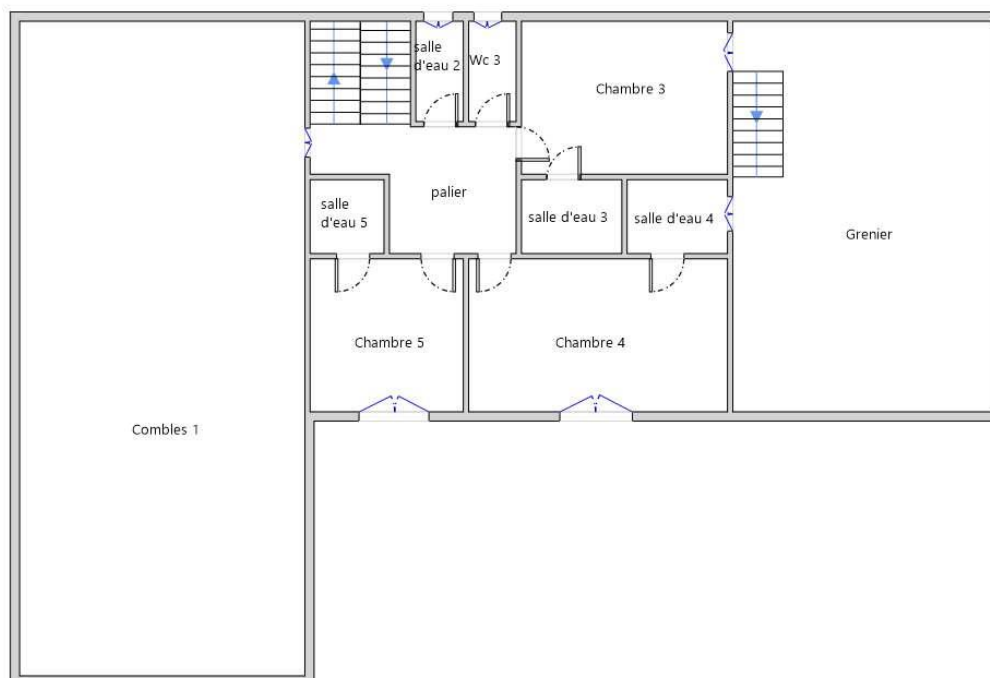 salle
d'eau 2
Wc 3
Chambre 3
palier
salle
d'eau 5
salle d'eau 3
salle d'eau 4
Grenier
Chambre 5
Chambre 4
Combles 1